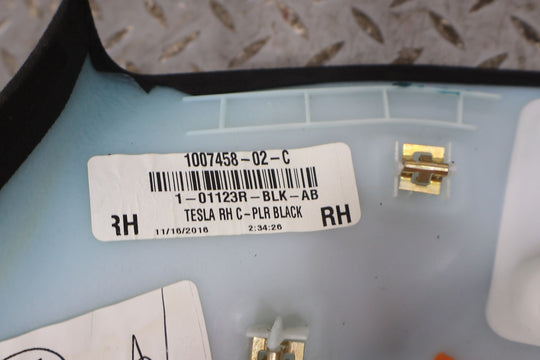 1007458-02-C
1-01123R-BLK-AB
TESLA RH C-PLR BLACK
RH RH
11/16/2016 2:34:26